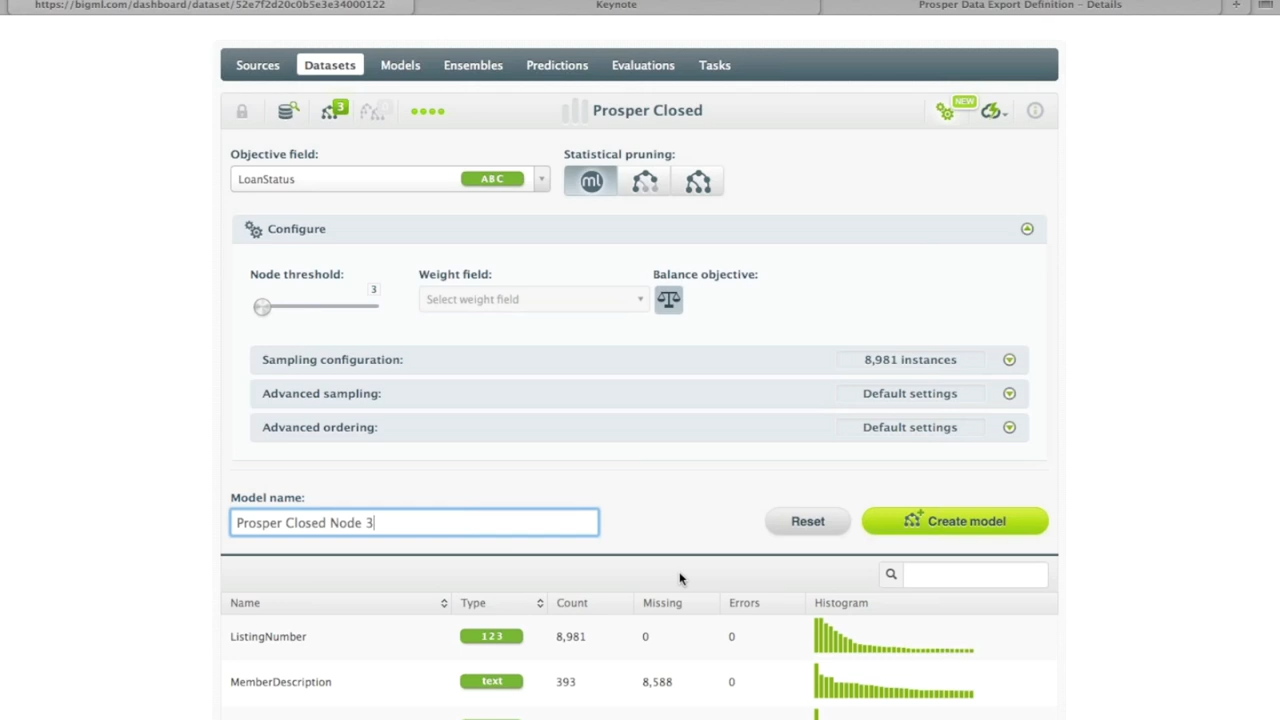 https://bigml.com/dashboard/dataset/52e7f2d20c0b5e3e34000122 Keynote Prosper Data Export Definition – Details
Sources Datasets Models Ensembles Predictions Evaluations Tasks
3 Prosper Closed NEW
Objective field: Statistical pruning:
LoanStatus ABC ml
Configure
Node threshold: Weight field: Balance objective:
3 Select weight field
Sampling configuration: 8,981 instances
Advanced sampling: Default settings
Advanced ordering: Default settings
Model name:
Prosper Closed Node 3 Reset Create model
Name Type Count Missing Errors Histogram
ListingNumber 123 8,981 0 0
MemberDescription text 393 8,588 0